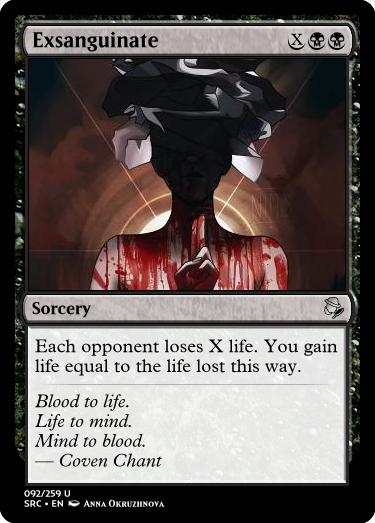 Exsanguinate X
Sorcery
Each opponent loses X life. You gain
life equal to the life lost this way.
Blood to life.
Life to mind.
Mind to blood.
— Coven Chant
092/259 U
SRC • EN Anna Okruzhnova